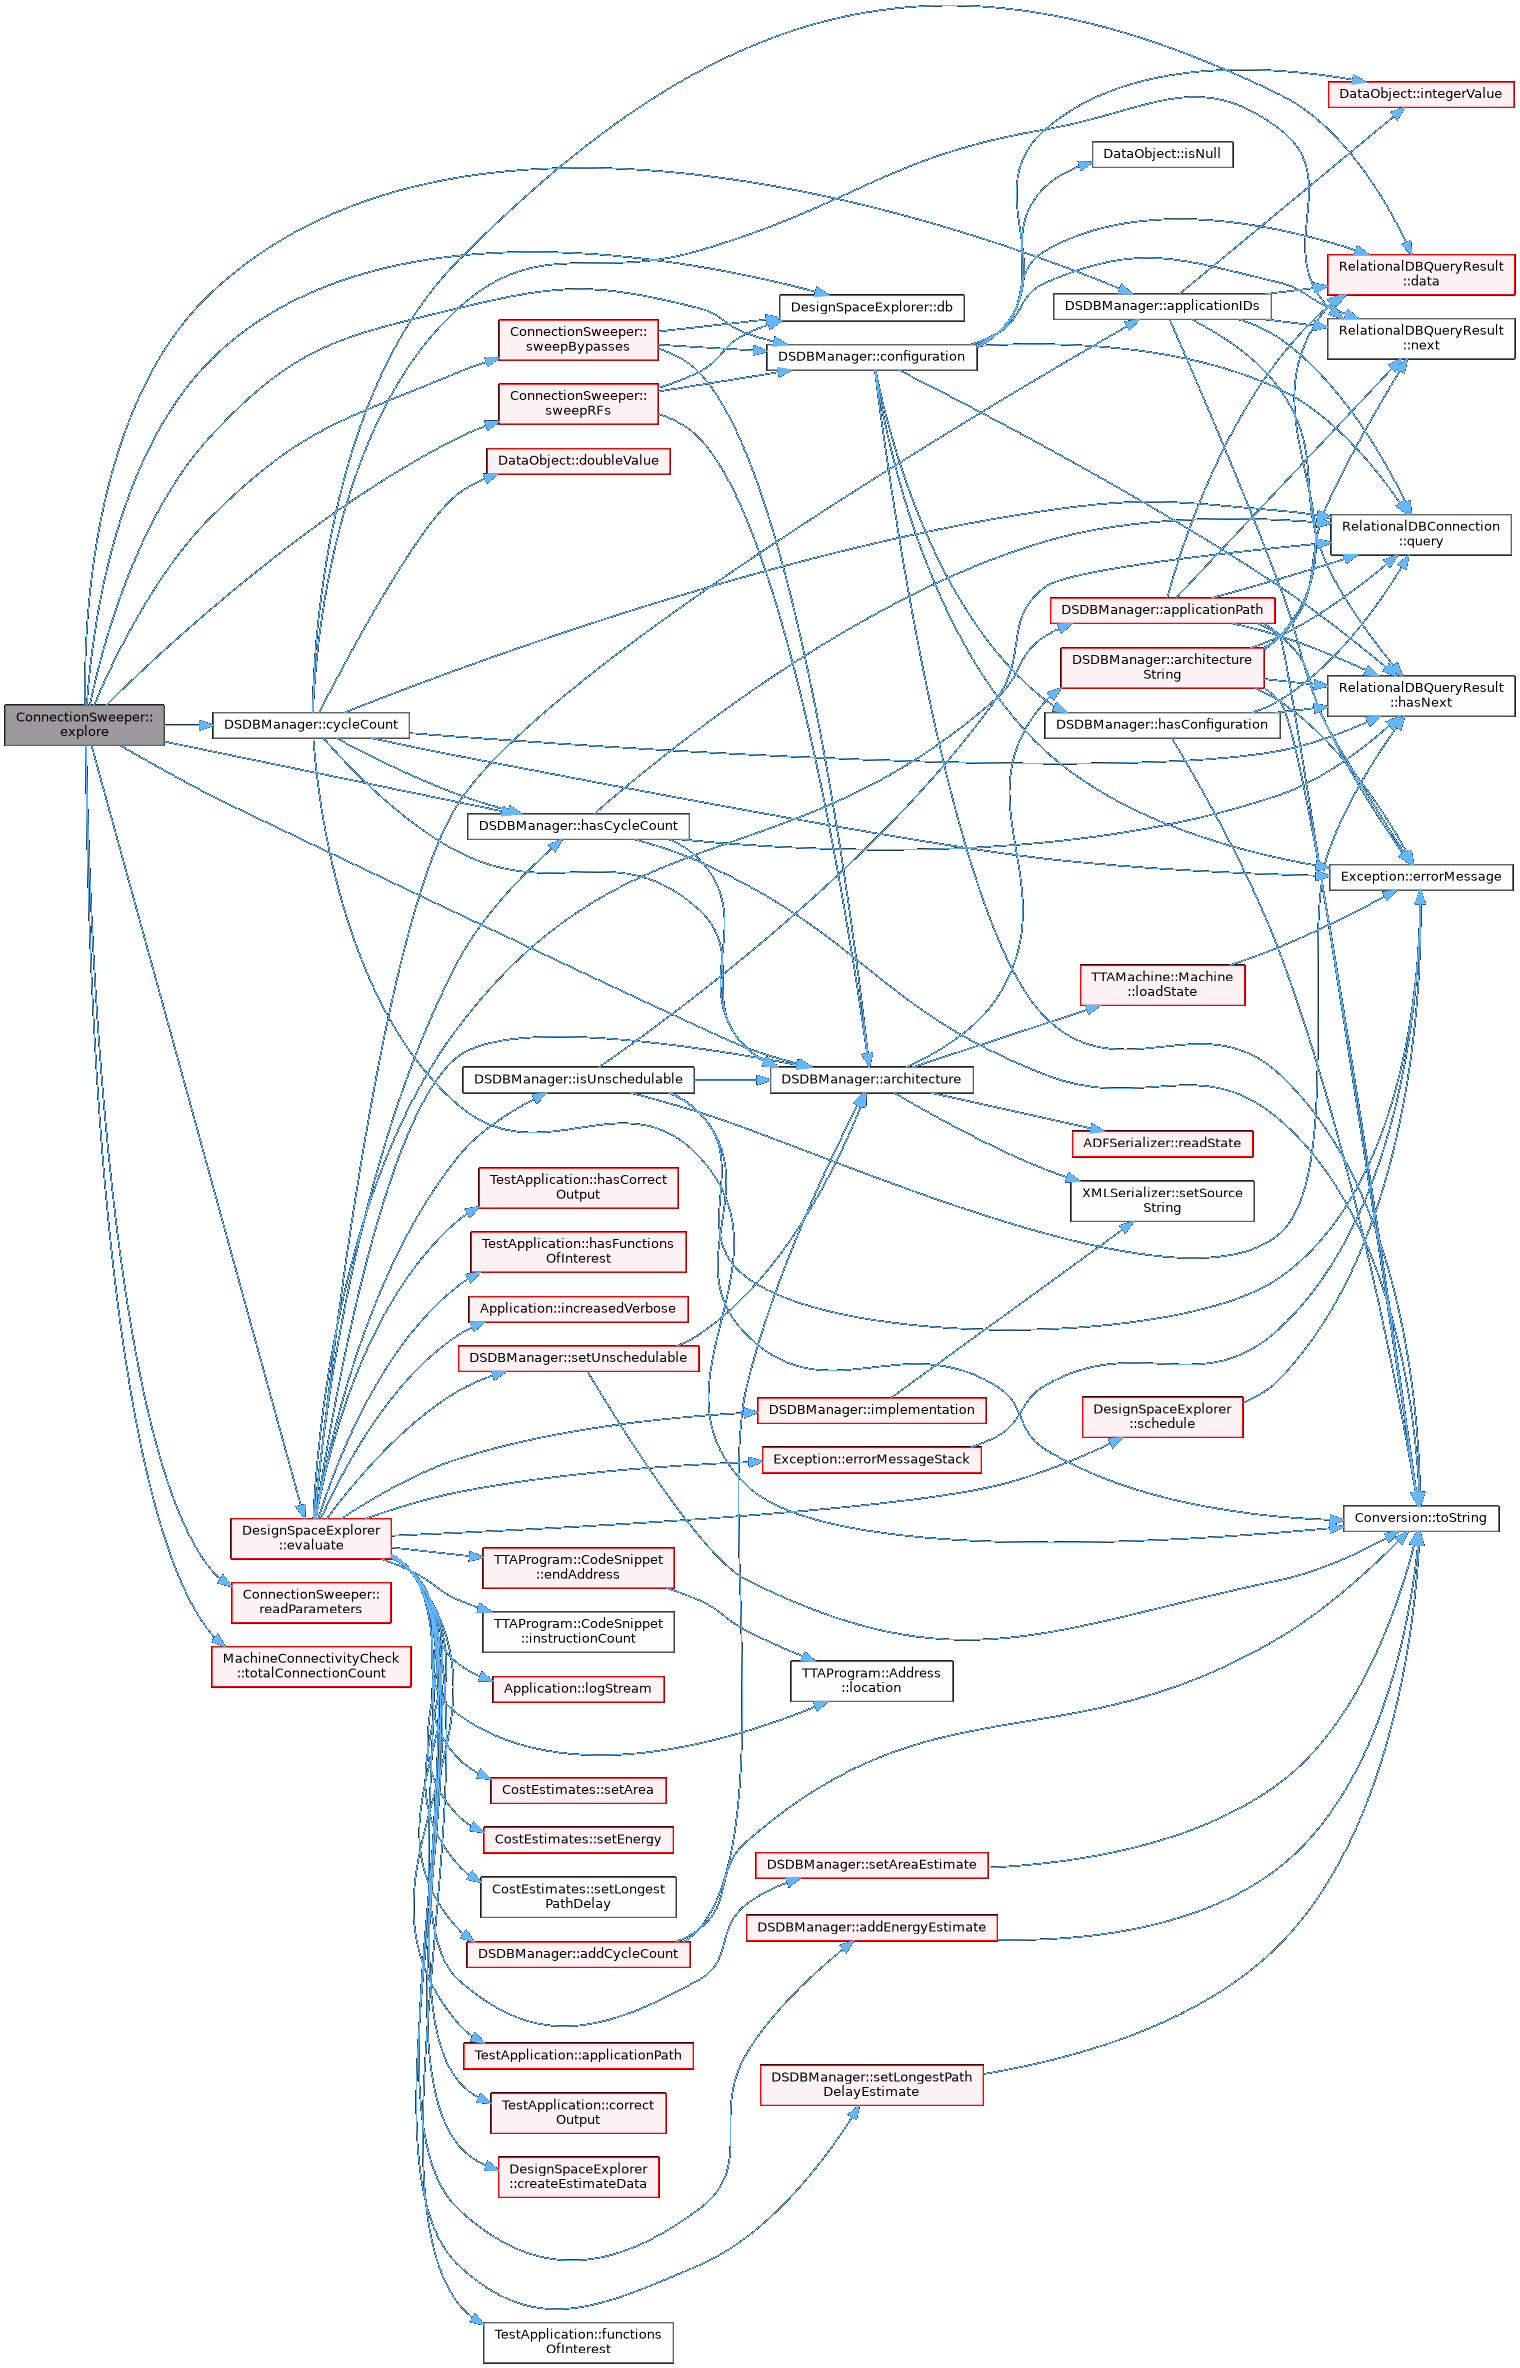 DataObject::integerValue
DataObject::isNull
RelationalDBQueryResult
::data
DesignSpaceExplorer::db
DSDBManager::applicationIDs
ConnectionSweeper::
sweepBypasses
RelationalDBQueryResult
::next
DSDBManager::configuration
ConnectionSweeper::
sweepRFs
DataObject::doubleValue
RelationalDBConnection
::query
DSDBManager::applicationPath
DSDBManager::architecture
String
RelationalDBQueryResult
::hasNext
ConnectionSweeper::
explore
DSDBManager::cycleCount
DSDBManager::hasConfiguration
DSDBManager::hasCycleCount
Exception::errorMessage
TTAMachine::Machine
::loadState
DSDBManager::isUnschedulable
DSDBManager::architecture
ADFSerializer::readState
TestApplication::hasCorrect
Output
XMLSerializer::setSource
String
TestApplication::hasFunctions
OfInterest
Application::increasedVerbose
DSDBManager::setUnschedulable
DSDBManager::implementation
DesignSpaceExplorer
::schedule
Exception::errorMessageStack
Conversion::toString
DesignSpaceExplorer
::evaluate
TTAProgram::CodeSnippet
::endAddress
ConnectionSweeper::
readParameters
TTAProgram::CodeSnippet
::instructionCount
MachineConnectivityCheck
::totalConnectionCount
Application::logStream
TTAProgram::Address
::location
CostEstimates::setArea
CostEstimates::setEnergy
DSDBManager::setAreaEstimate
CostEstimates::setLongest
PathDelay
DSDBManager::addEnergyEstimate
DSDBManager::addCycleCount
TestApplication::applicationPath
DSDBManager::setLongestPath
DelayEstimate
TestApplication::correct
Output
DesignSpaceExplorer
::createEstimateData
TestApplication::functions
OfInterest